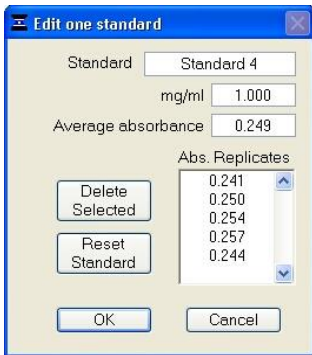 Edit one standard
Standard Standard 4
mg/ml 1.000
Average absorbance 0.249
Abs. Replicates
0.241
0.250
0.254
0.257
0.244
Delete
Selected
Reset
Standard
OK Cancel